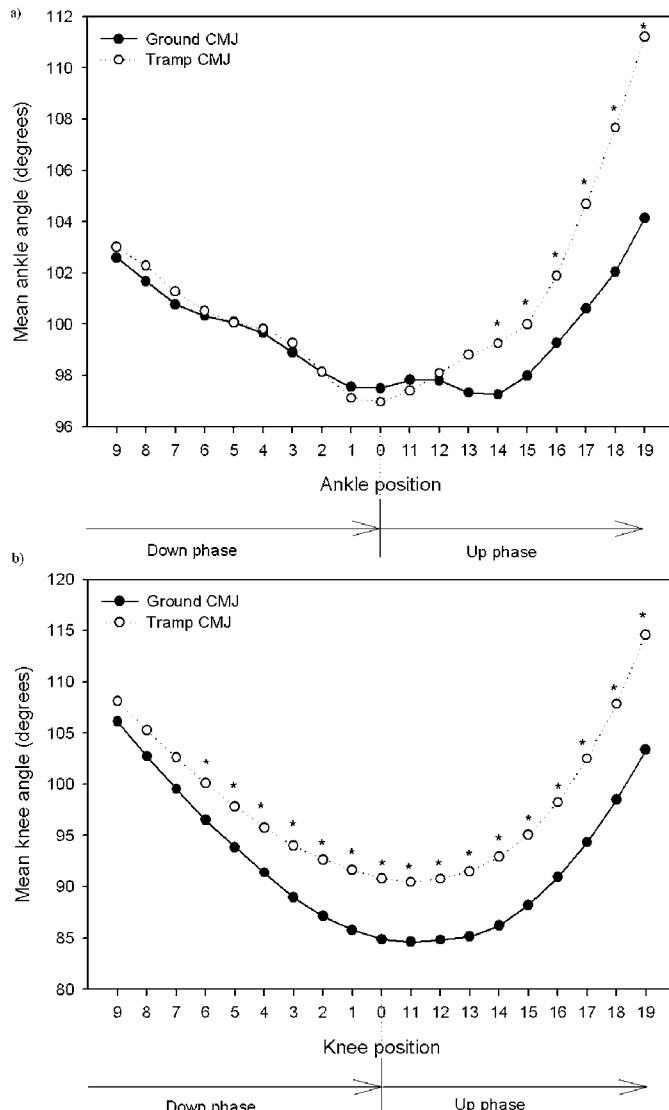 a)
112
Ground CMJ
Tramp CMJ
*
110
*
108
*
106
*
104
*
102
*
*
100
98
96
Mean ankle angle (degrees)
9 8 7 6 5 4 3 2 1 0 11 12 13 14 15 16 17 18 19
Ankle position
Down phase
Up phase
b)
120
Ground CMJ
Tramp CMJ
*
115
110
*
105
*
100
* * * * * * * * * * * * * *
95
90
85
80
Mean knee angle (degrees)
9 8 7 6 5 4 3 2 1 0 11 12 13 14 15 16 17 18 19
Knee position
Down phase
Up phase